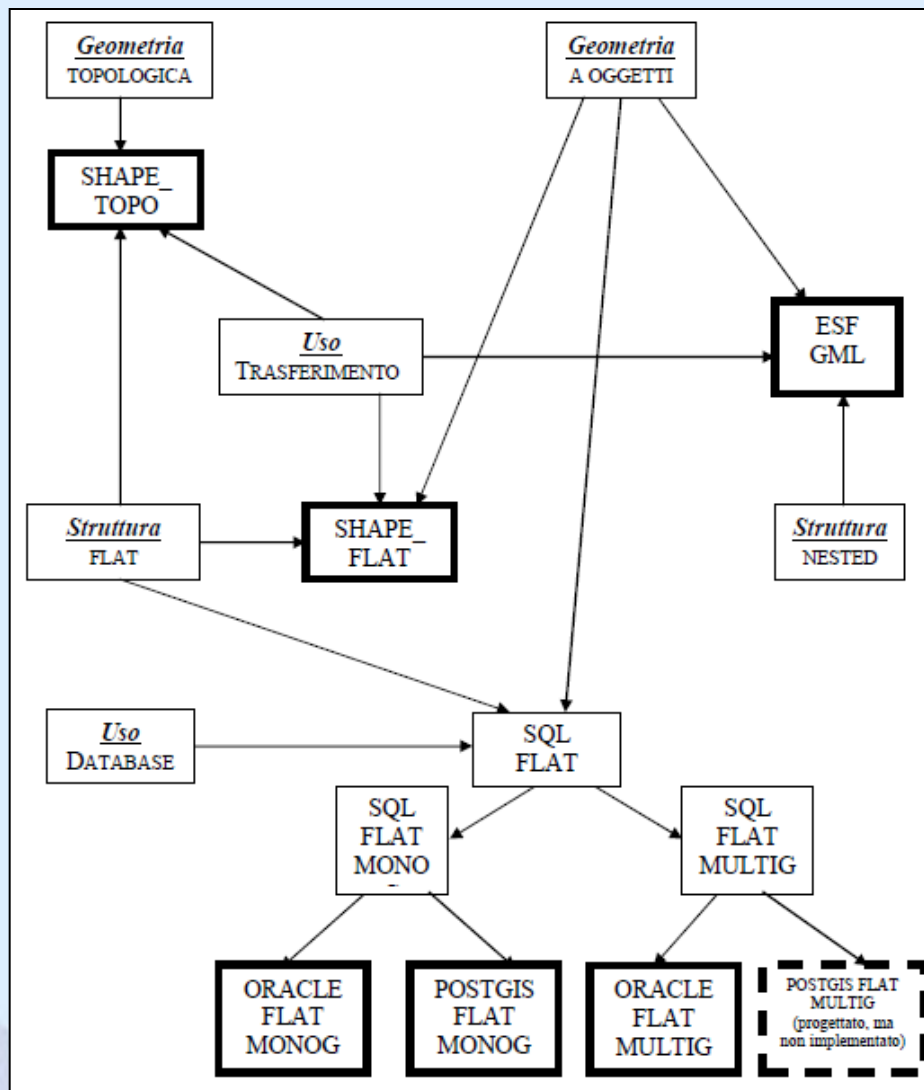 Geometria
TOPOLOGICA
Geometria
A OGGETTI
SHAPE_
TOPO
Uso
TRASFERIMENTO
ESF
GML
Struttura
FLAT
SHAPE_
FLAT
Struttura
NESTED
Uso
DATABASE
SQL
FLAT
SQL
FLAT
MONO
SQL
FLAT
MULTIG
ORACLE
FLAT
MONOG
POSTGIS
FLAT
MONOG
ORACLE
FLAT
MULTIG
POSTGIS FLAT
MULTIG
(progettato, ma
non implementato)